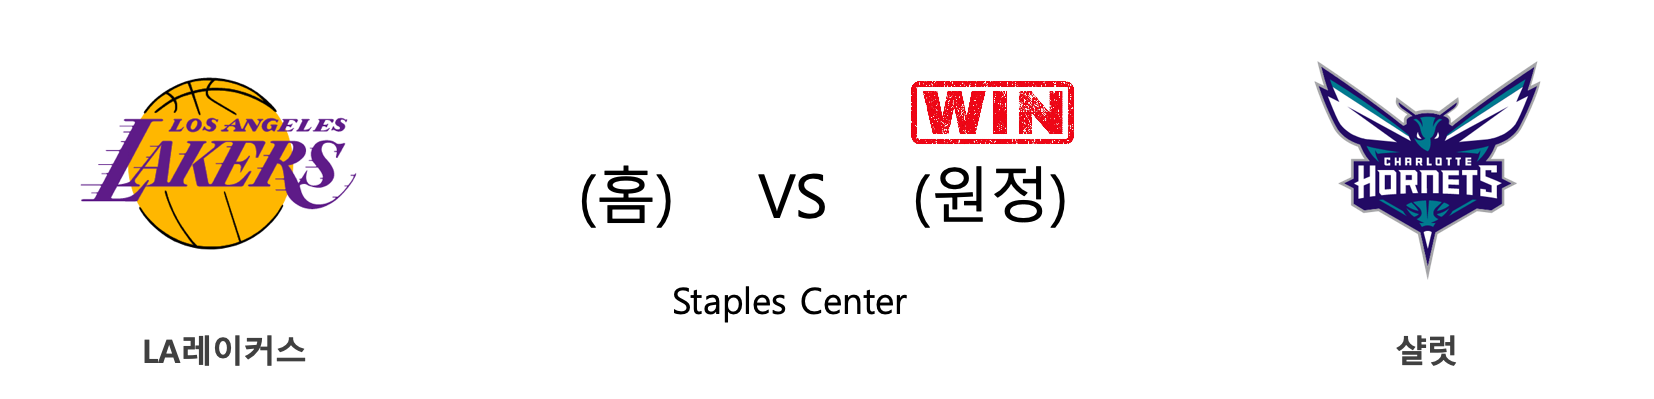 LOS ANGELES
LAKERS
WIN
(홈) VS (원정)
CHARLOTTE
HORNETS
Staples Center
LA레이커스
샬럿